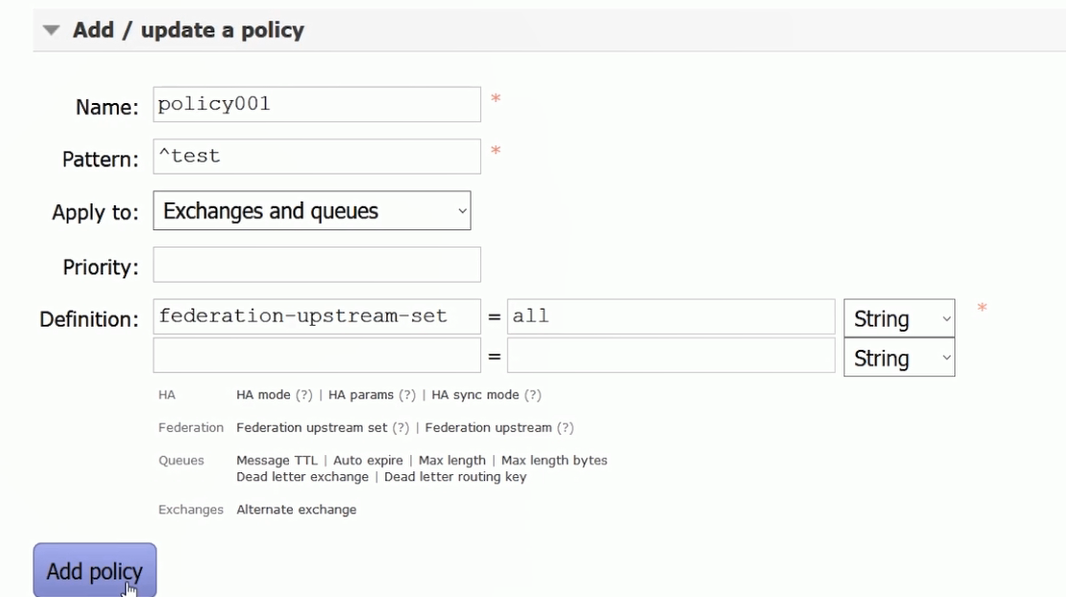 Add / update a policy
Name: policy001 *
Pattern: ^test *
Apply to: Exchanges and queues
Priority:
Definition: federation-upstream-set = all String *
= String
HA HA mode (?) | HA params (?) | HA sync mode (?)
Federation Federation upstream set (?) | Federation upstream (?)
Queues Message TTL | Auto expire | Max length | Max length bytes
Dead letter exchange | Dead letter routing key
Exchanges Alternate exchange
Add policy